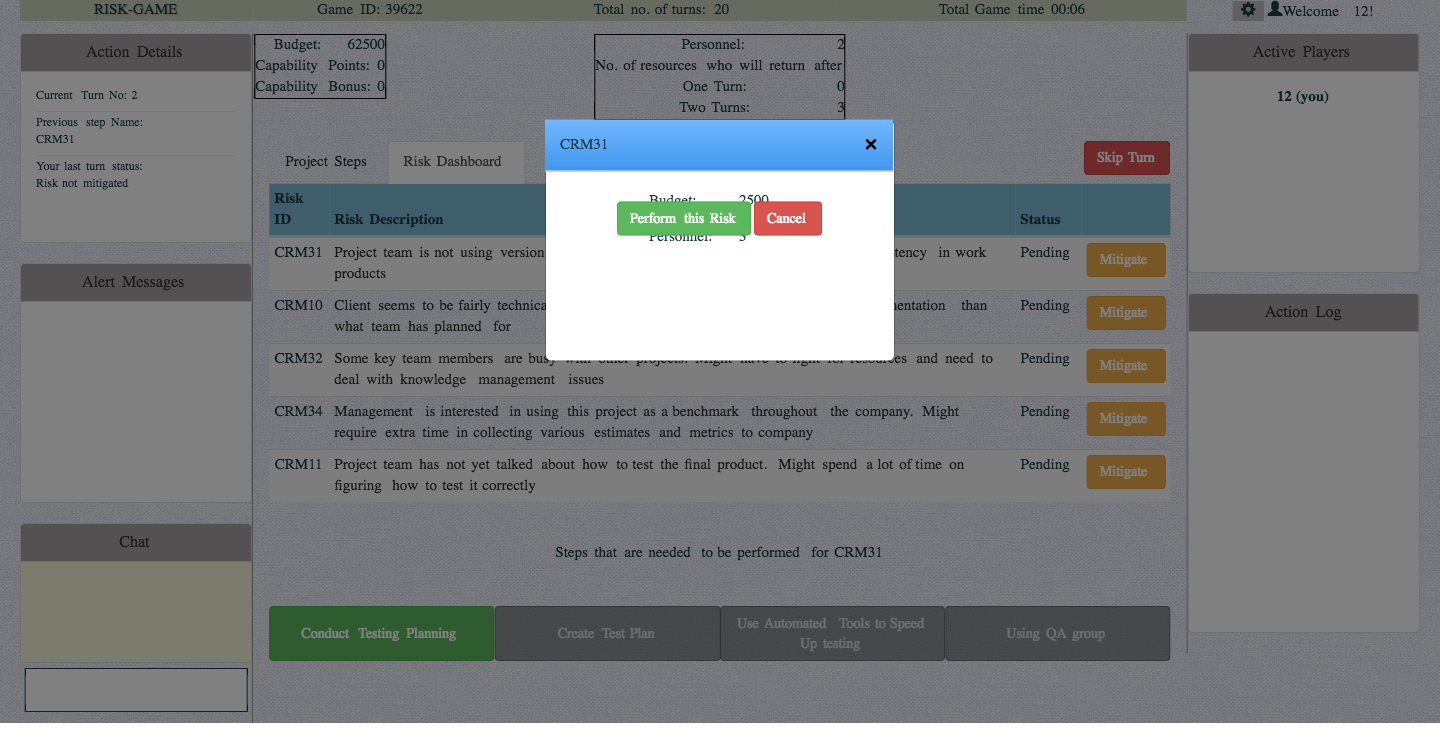 RISK-GAME Game ID: 39622 Total no. of turns: 20 Total Game time 00:06 Welcome 12!
Action Details
Current Turn No: 2
Previous step Name:
CRM31
Your last turn status:
Risk not mitigated
Alert Messages
Chat
Budget: 62500
Capability Points: 0
Capability Bonus: 0
Personnel: 2
No. of resources who will return after
One Turn: 0
Two Turns: 3
Project Steps Risk Dashboard Skip Turn
CRM31 ×
Budget: 2500
Perform this Risk Cancel
Personnel: 3
Risk
ID Risk Description Status
CRM31 Project team is not using version tency in work Pending Mitigate
products
CRM10 Client seems to be fairly technica entation than Pending Mitigate
what team has planned for
CRM32 Some key team members are busy with other projects. Might have to fight for resources and need to Pending Mitigate
deal with knowledge management issues
CRM34 Management is interested in using this project as a benchmark throughout the company. Might Pending Mitigate
require extra time in collecting various estimates and metrics to company
CRM11 Project team has not yet talked about how to test the final product. Might spend a lot of time on Pending Mitigate
figuring how to test it correctly
Steps that are needed to be performed for CRM31
Conduct Testing Planning
Create Test Plan
Use Automated Tools to Speed
Up testing
Using QA group
Active Players
12 (you)
Action Log